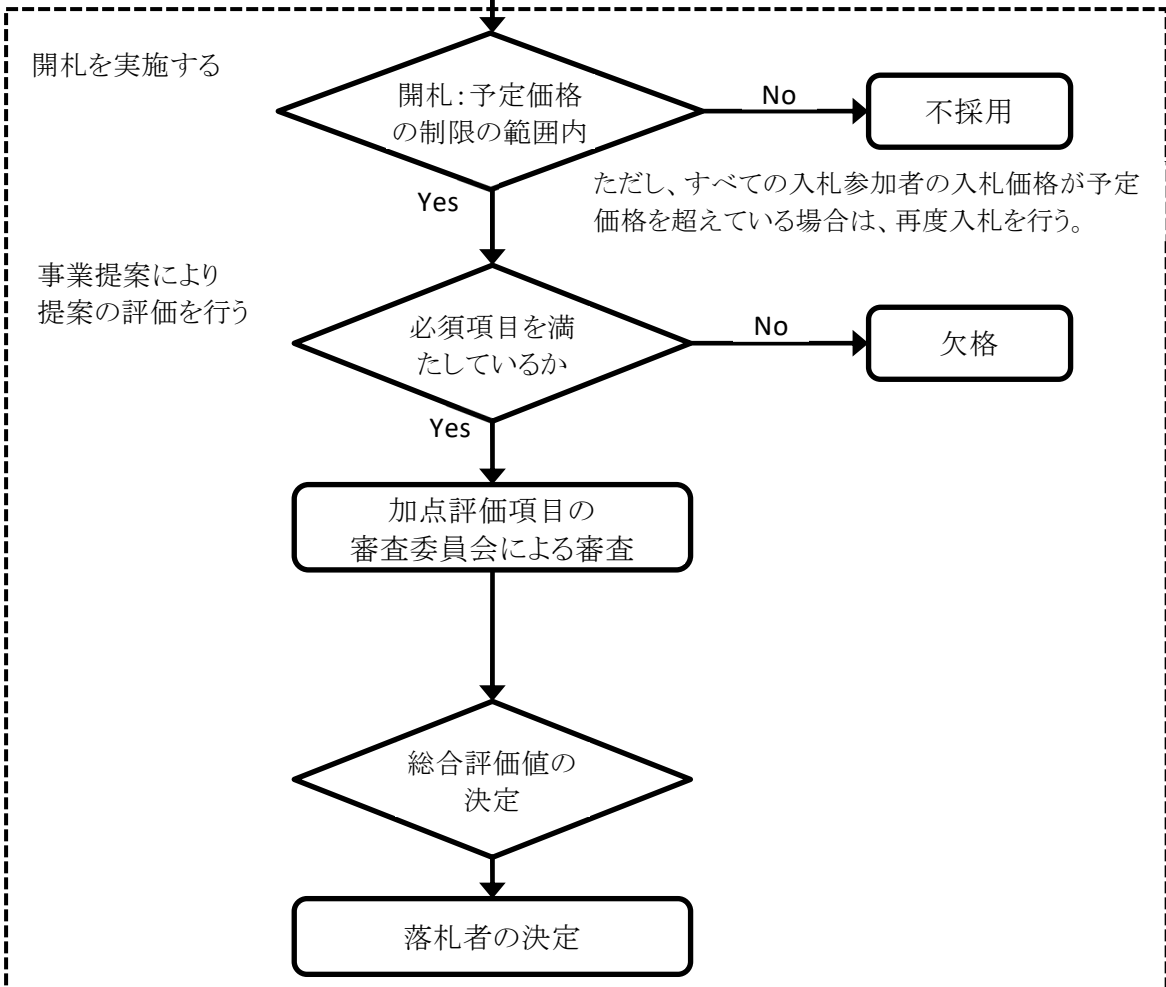 開札を実施する
開札：予定価格
の制限の範囲内
No
不採用
ただし、すべての入札参加者の入札価格が予定
価格を超えている場合は、再度入札を行う。
Yes
事業提案により
提案の評価を行う
必須項目を満
たしているか
No
欠格
Yes
加点評価項目の
審査委員会による審査
総合評価値の
決定
落札者の決定